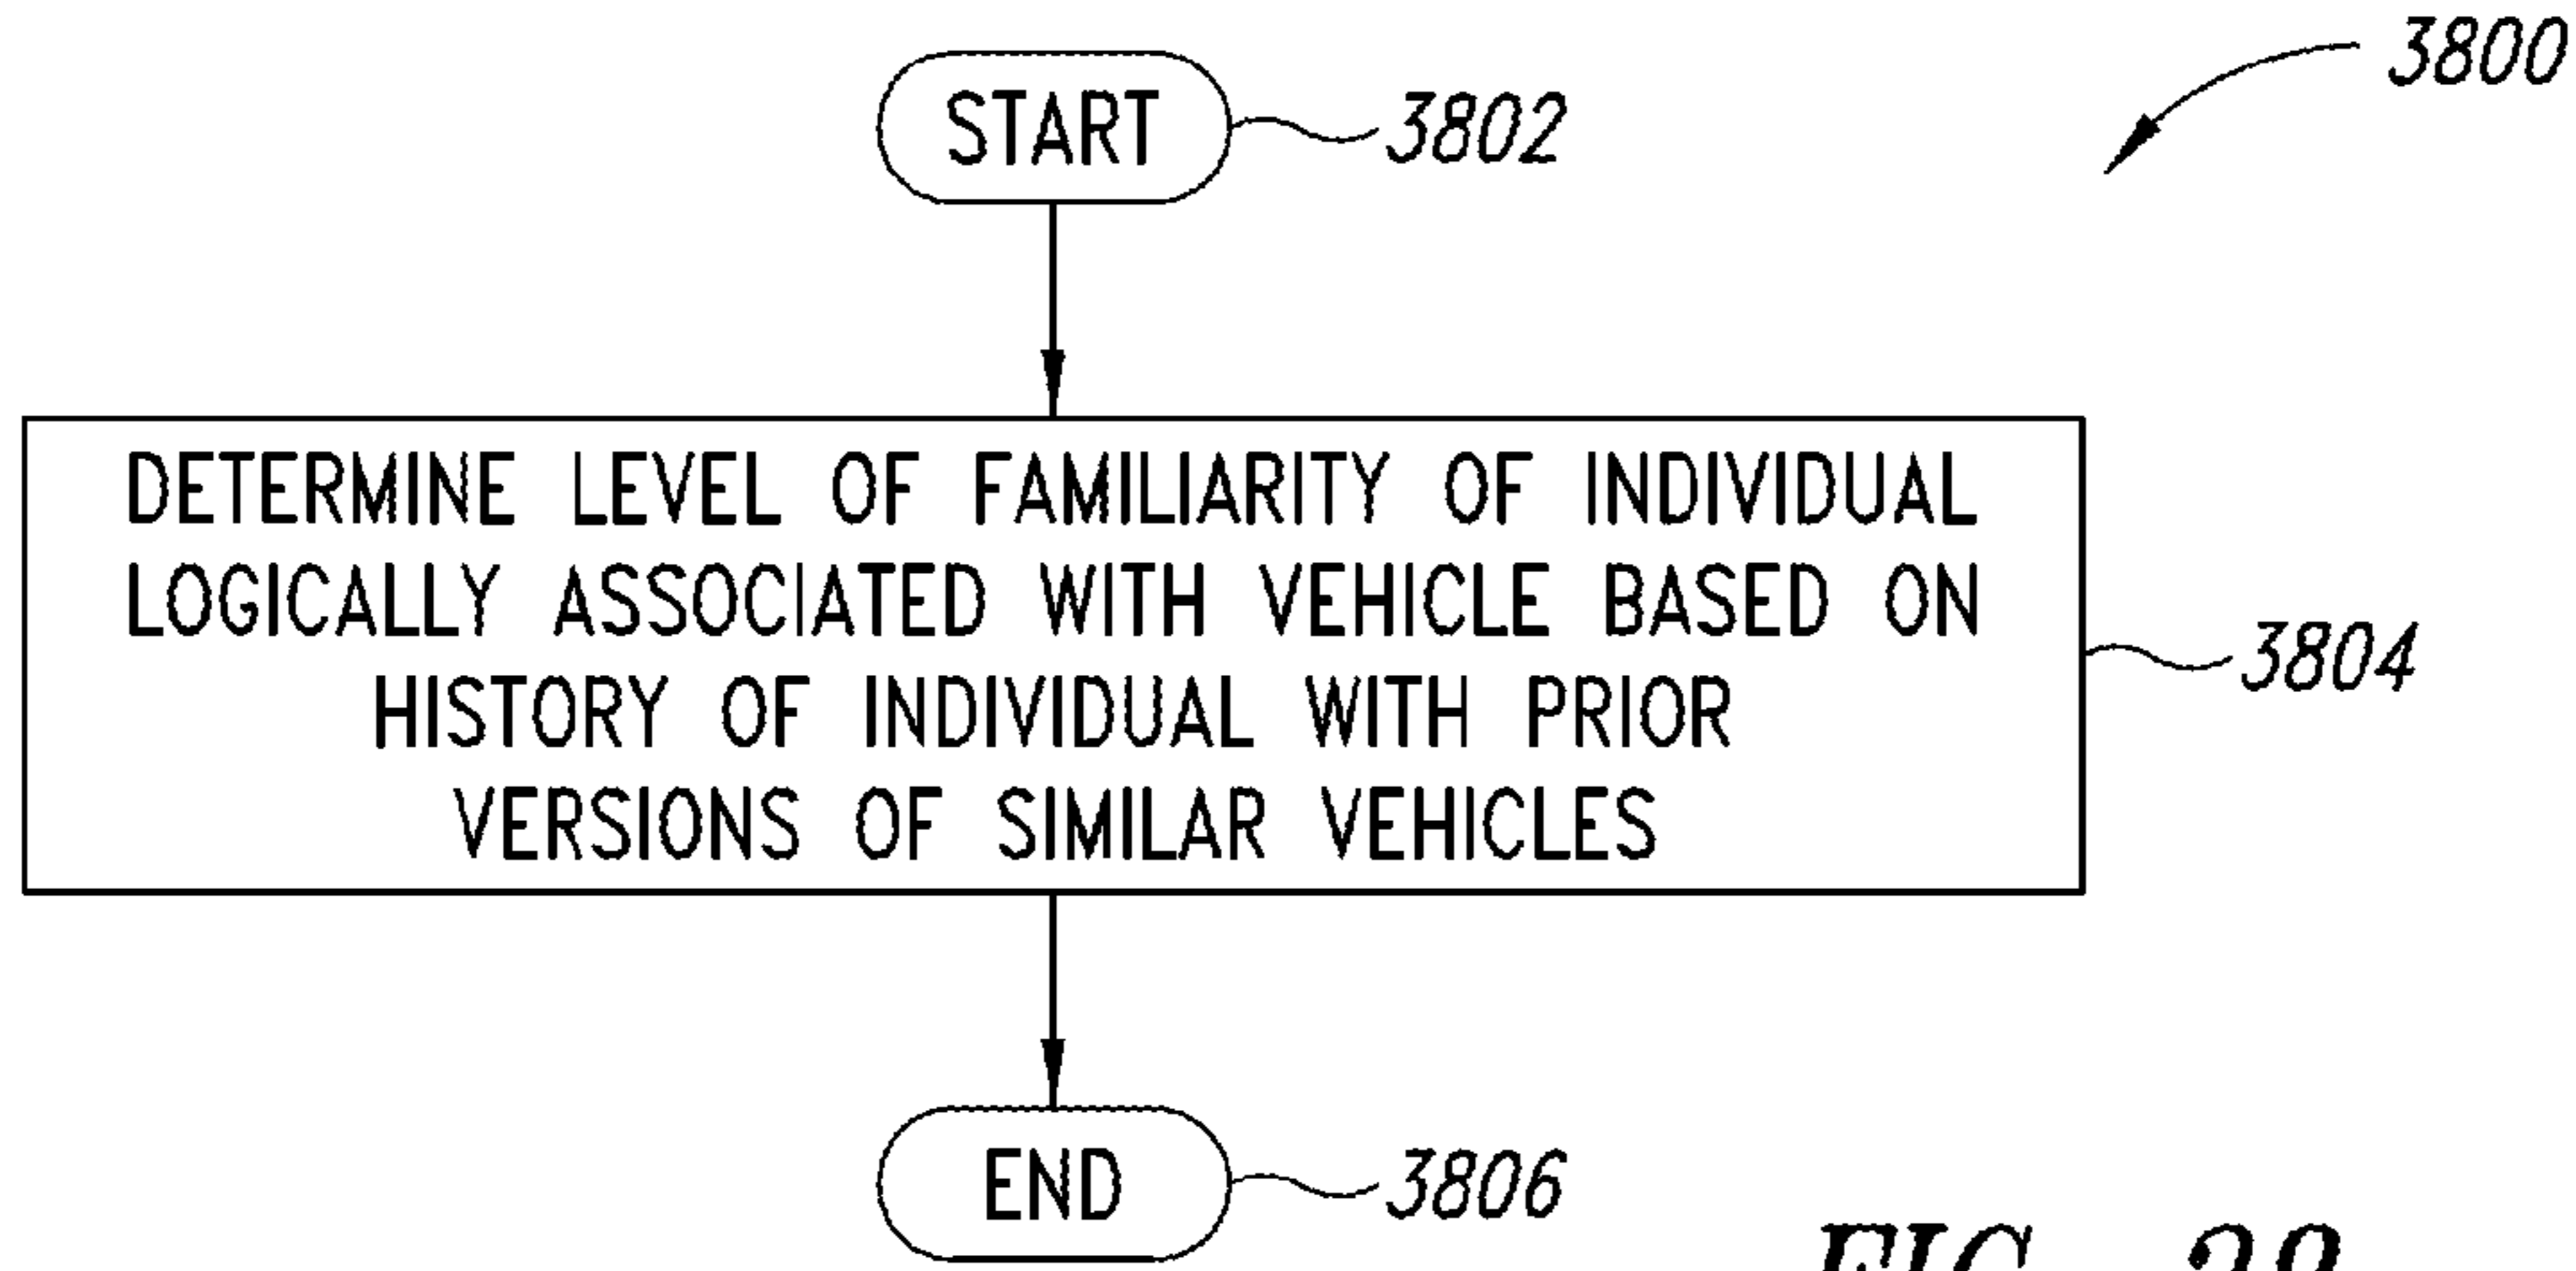 3800
START
3802
DETERMINE LEVEL OF FAMILIARITY OF INDIVIDUAL
LOGICALLY ASSOCIATED WITH VEHICLE BASED ON
HISTORY OF INDIVIDUAL WITH PRIOR
VERSIONS OF SIMILAR VEHICLES
3804
END
3806